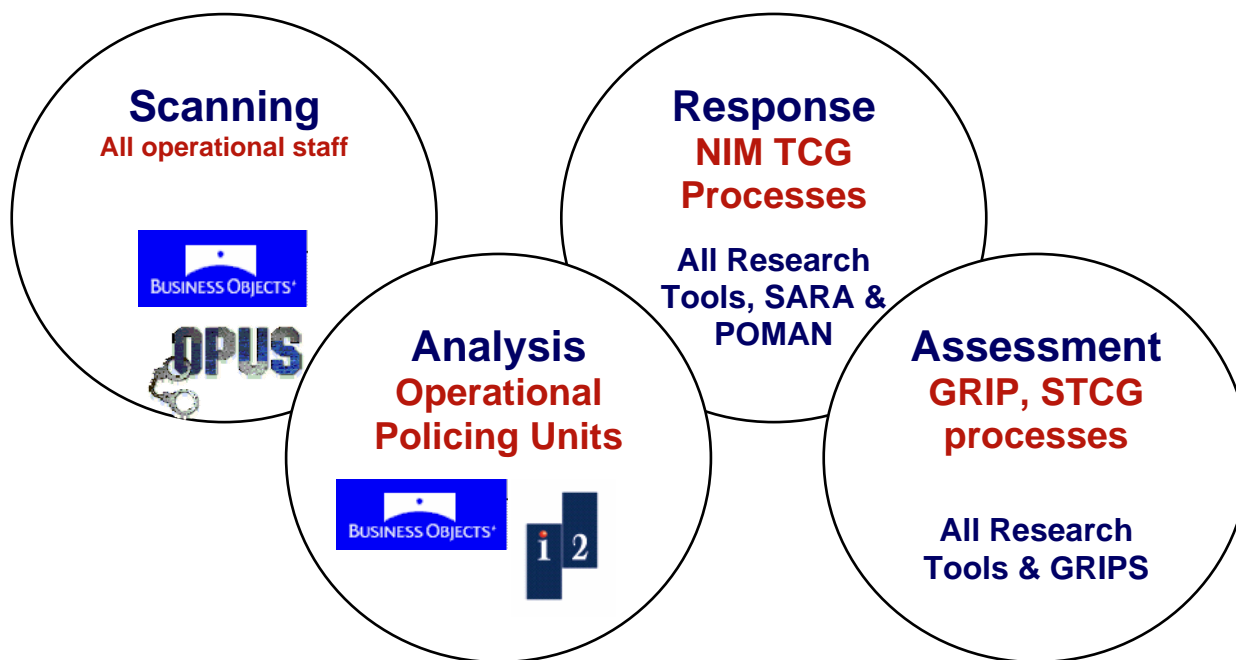 Scanning
All operational staff
BUSINESS OBJECTS
OPUS
Analysis
Operational
Policing Units
BUSINESS OBJECTS
i2
Response
NIM TCG
Processes
All Research
Tools, SARA &
POMAN
Assessment
GRIP, STCG
processes
All Research
Tools & GRIPS